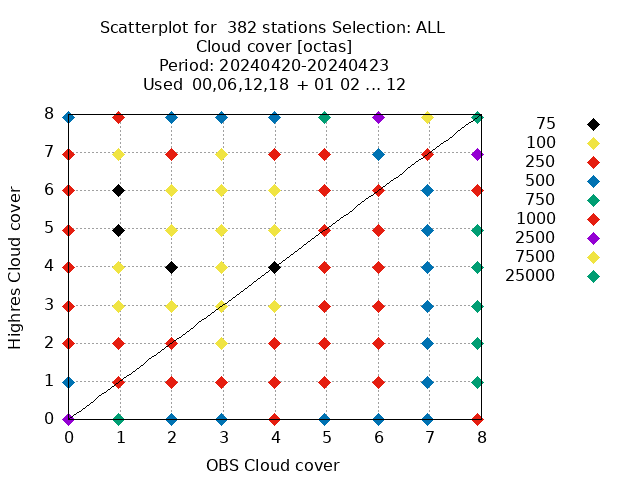 Scatterplot for  382 stations Selection: ALL
Cloud cover [octas]
Period: 20240420-20240423
Used  00,06,12,18  + 01 02 ... 12
8
7
6
5
4
3
2
1
0
0 1 2 3 4 5 6 7 8
Highres Cloud cover
OBS Cloud cover
75
100
250
500
750
1000
2500
7500
25000